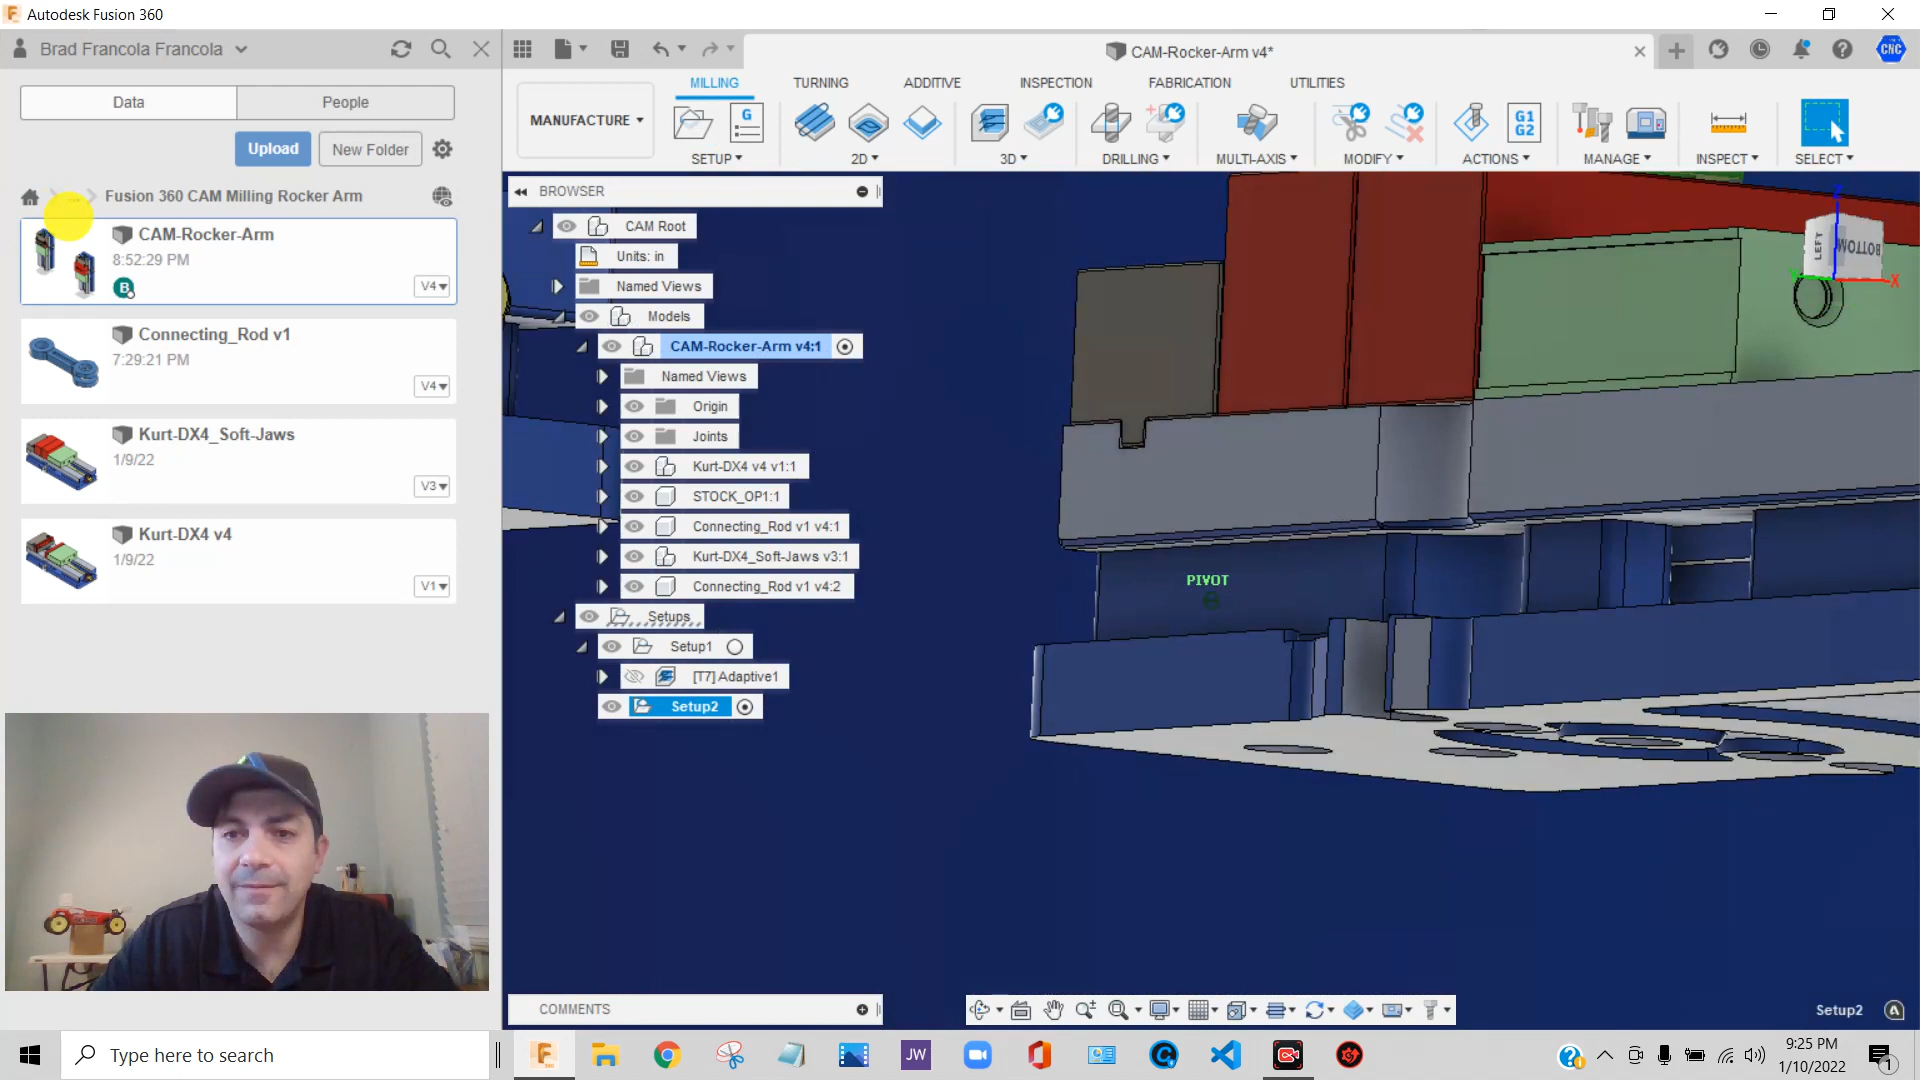 Autodesk Fusion 360
Brad Francola Francola
CAM-Rocker-Arm v4*
CNC
Data
People
MILLING
TURNING
ADDITIVE
INSPECTION
FABRICATION
UTILITIES
MANUFACTURE
G
G1
G2
Upload
New Folder
SETUP
2D
3D
DRILLING
MULTI-AXIS
MODIFY
ACTIONS
MANAGE
INSPECT
SELECT
Fusion 360 CAM Milling Rocker Arm
BROWSER
CAM-Rocker-Arm
8:52:29 PM
B
V4
Connecting_Rod v1
7:29:21 PM
V4
Kurt-DX4_Soft-Jaws
1/9/22
V3
Kurt-DX4 v4
1/9/22
V1
CAM Root
Units: in
Named Views
Models
CAM-Rocker-Arm v4:1
Named Views
Origin
Joints
Kurt-DX4 v4 v1:1
STOCK_OP1:1
Connecting_Rod v1 v4:1
Kurt-DX4_Soft-Jaws v3:1
Connecting_Rod v1 v4:2
Setups
Setup1
[T7] Adaptive1
Setup2
LEFT
BOTTOM
X
PIVOT
COMMENTS
Setup2
Type here to search
JW
9:25 PM
1/10/2022
1